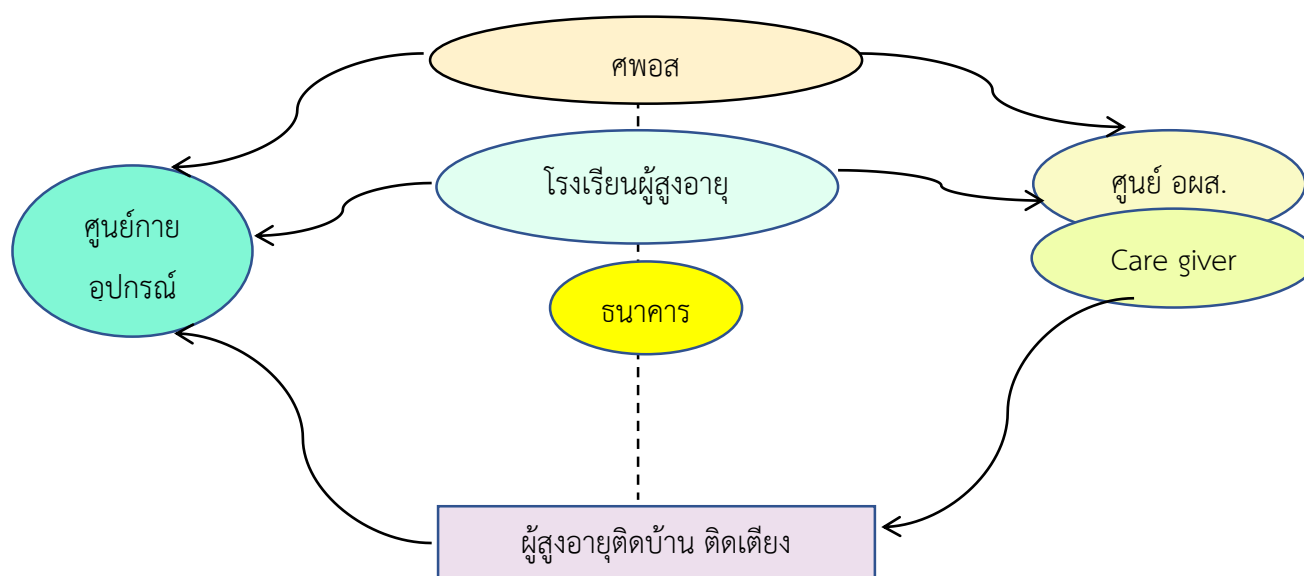 ศพอส
โรงเรียนผู้สูงอายุ
ศูนย์ อผส.
ศูนย์กาย
อุปกรณ์
Care giver
ธนาคาร
ผู้สูงอายุติดบ้าน ติดเตียง